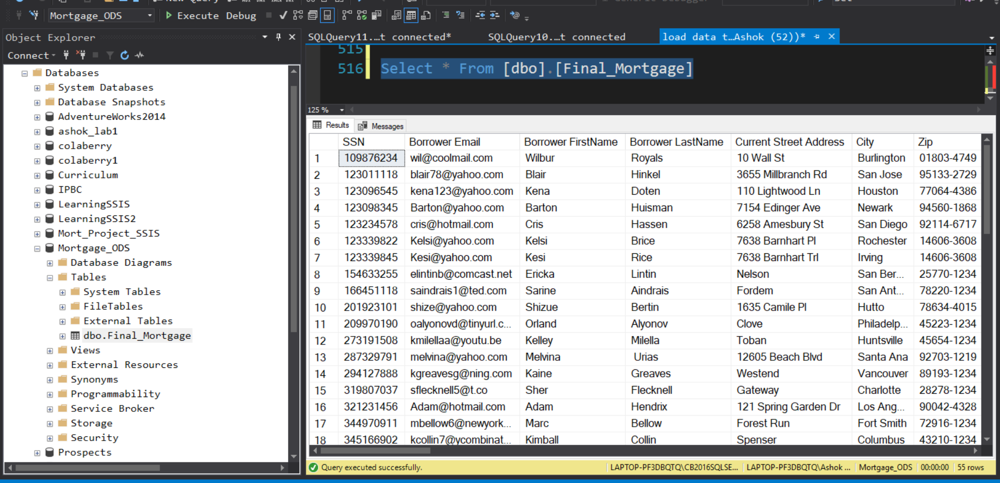 New Query
Generic Debugger
Set
Mortgage_ODS
Execute Debug
Object Explorer
SQLQuery11....t connected*
SQLQuery10....t connected
load data t...Ashok (52))*
Connect
515
516 Select * From [dbo].[Final_Mortgage]
125 %
Databases
System Databases
Database Snapshots
AdventureWorks2014
ashok_lab1
colaberry
colaberry1
Curriculum
IPBC
LearningSSIS
LearningSSIS2
Mort_Project_SSIS
Mortgage_ODS
Database Diagrams
Tables
System Tables
FileTables
External Tables
dbo.Final_Mortgage
Views
External Resources
Synonyms
Programmability
Service Broker
Storage
Security
Prospects
Results Messages
SSN Borrower Email Borrower FirstName Borrower LastName Current Street Address City Zip
1 109876234 wil@coolmail.com Wilbur Royals 10 Wall St Burlington 01803-4749
2 123011118 blair78@yahoo.com Blair Hinkel 3655 Millbranch Rd San Jose 95133-2729
3 123096545 kena123@yahoo.com Kena Doten 110 Lightwood Ln Houston 77064-4386
4 123098345 Barton@yahoo.com Barton Huisman 7154 Edinger Ave Newark 94560-1868
5 123234578 cris@hotmail.com Cris Hassen 6258 Amesbury St San Diego 92114-6717
6 123339822 Kelsi@yahoo.com Kelsi Brice 7638 Barnhart Pl Rochester 14606-3608
7 123339845 Kesi@yahoo.com Kesi Rice 7638 Barnhart Trl Irving 14606-3608
8 154633255 elintinb@comcast.net Ericka Lintin Nelson San Ber... 25770-1234
9 166451118 saindrais1@ted.com Sarine Aindrais Fordem San Ant... 78220-1234
10 201923101 shize@yahoo.com Shizue Bertin 1635 Camile Pl Hutto 78634-4015
11 209970190 oalyonovd@tinyurl.c... Orland Alyonov Clove Philadelp... 45223-1234
12 273191508 kmilellaa@youtu.be Kelley Milella Toban Huntsville 45654-1234
13 287329791 melvina@yahoo.com Melvina Urias 12605 Beach Blvd Santa Ana 92703-1219
14 294127888 kgreavesg@ning.com Kaine Greaves Westend Vancouver 89193-1234
15 319807037 sflecknell5@t.co Sher Flecknell Gateway Charlotte 28278-1234
16 321231456 Adam@hotmail.com Adam Hendrix 121 Spring Garden Dr Los Ang... 90042-4328
17 344970911 mbellow6@newyork... Marc Bellow Forest Run Fort Smith 72916-1234
18 345166902 kcollin7@ycombinat... Kimball Collin Spenser Columbus 43210-1234
Query executed successfully. LAPTOP-PF3DBQTQ\CB2016SQLSE... LAPTOP-PF3DBQTQ\Ashok ... Mortgage_ODS 00:00:00 55 rows